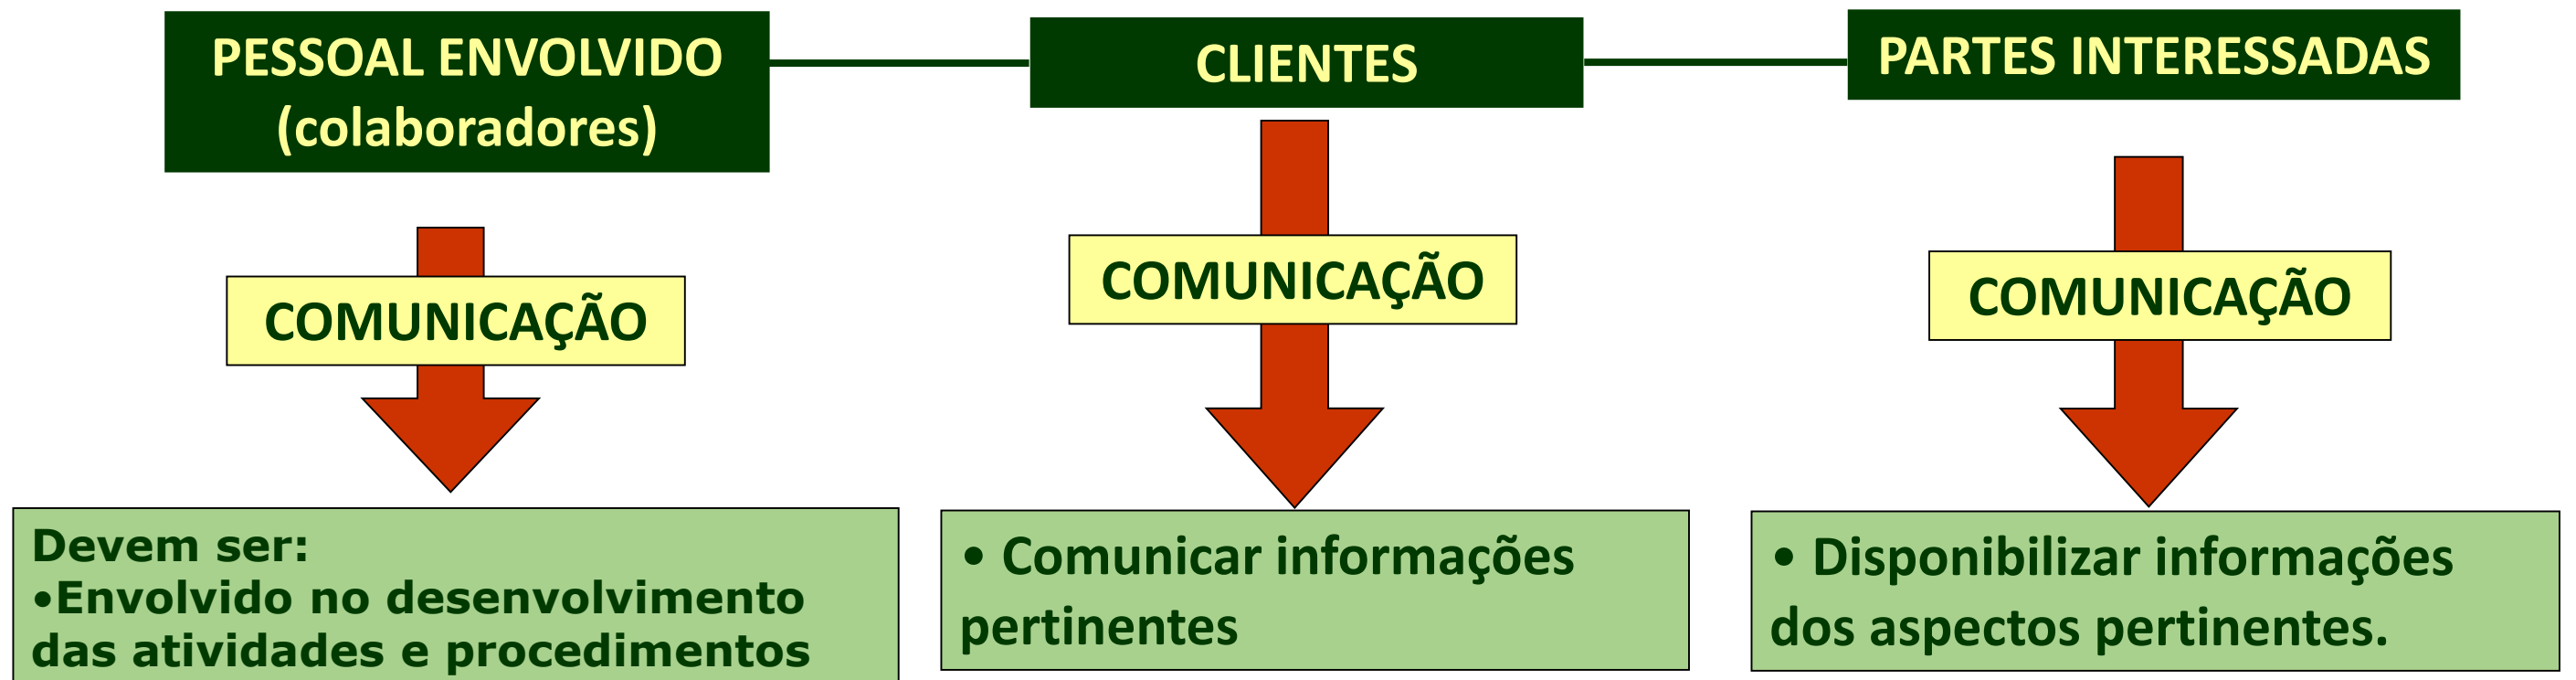 PESSOAL ENVOLVIDO
(colaboradores)
CLIENTES
PARTES INTERESSADAS
COMUNICAÇÃO
COMUNICAÇÃO
COMUNICAÇÃO
Devem ser:
•Envolvido no desenvolvimento
das atividades e procedimentos
• Comunicar informações
pertinentes
• Disponibilizar informações
dos aspectos pertinentes.